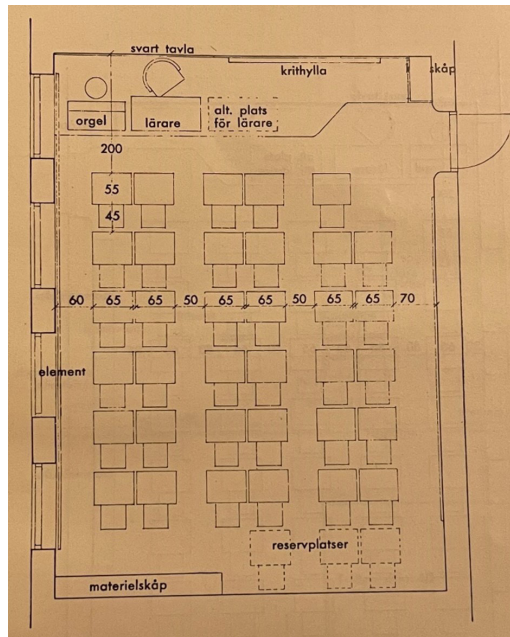 svart tavla
krithylla
skåp
orgel
lärare
alt. plats
för lärare
200
55
45
60 65 65 50 65 65 50 65 65 70
element
reservplatser
materielskåp